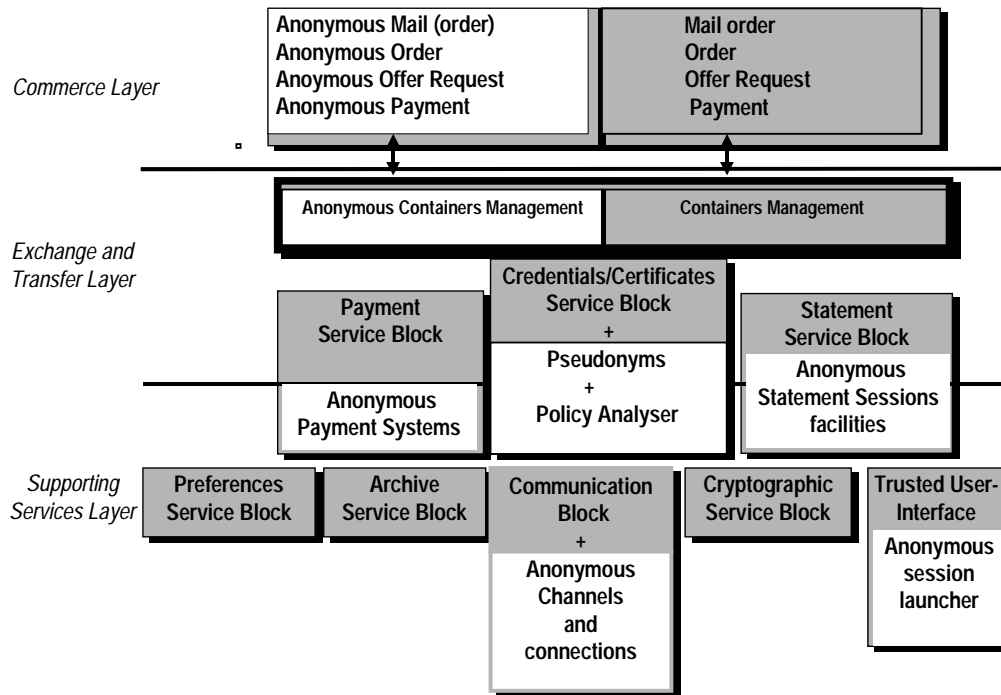 Commerce Layer
Anonymous Mail (order)
Anonymous Order
Anoymous Offer Request
Anonymous Payment
Mail order
Order
Offer Request
Payment
Exchange and
Transfer Layer
Anonymous Containers Management
Containers Management
Payment
Service Block
Anonymous
Payment Systems
Credentials/Certificates
Service Block
+
Pseudonyms
+
Policy Analyser
Statement
Service Block
Anonymous
Statement Sessions
facilities
Supporting
Services Layer
Preferences
Service Block
Archive
Service Block
Communication
Block
+
Anonymous
Channels
and
connections
Cryptographic
Service Block
Trusted User-
Interface
Anonymous
session
launcher